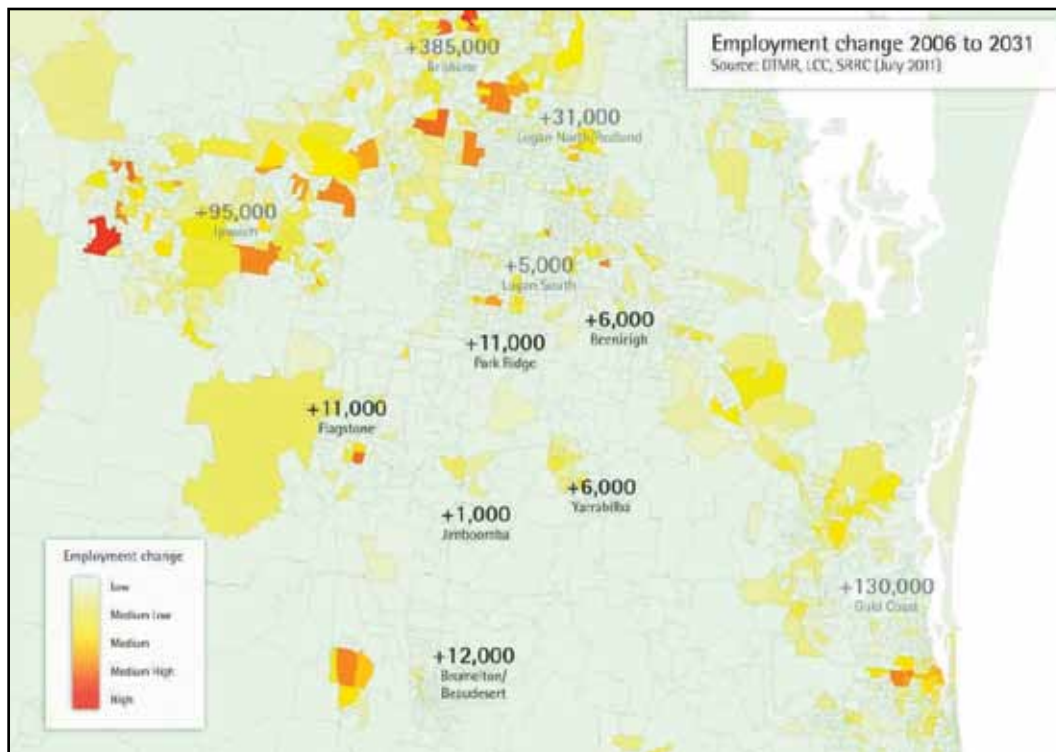 Employment change 2006 to 2031
Source: DTMR, LCC, SRRC (July 2011)
+385,000
Brisbane
+31,000
Logan North/Redland
+95,000
Ipswich
+5,000
Logan South
+6,000
Beenleigh
+11,000
Park Ridge
+11,000
Flagstone
+6,000
Yarrabilba
+1,000
Jimboomba
+130,000
Gold Coast
+12,000
Bromelton/
Beaudesert
Employment change
Low
Medium Low
Medium
Medium High
High